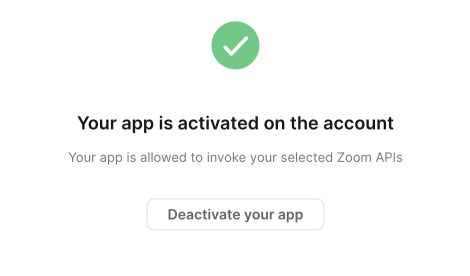 Your app is activated on the account
Your app is allowed to invoke your selected Zoom APIs
Deactivate your app